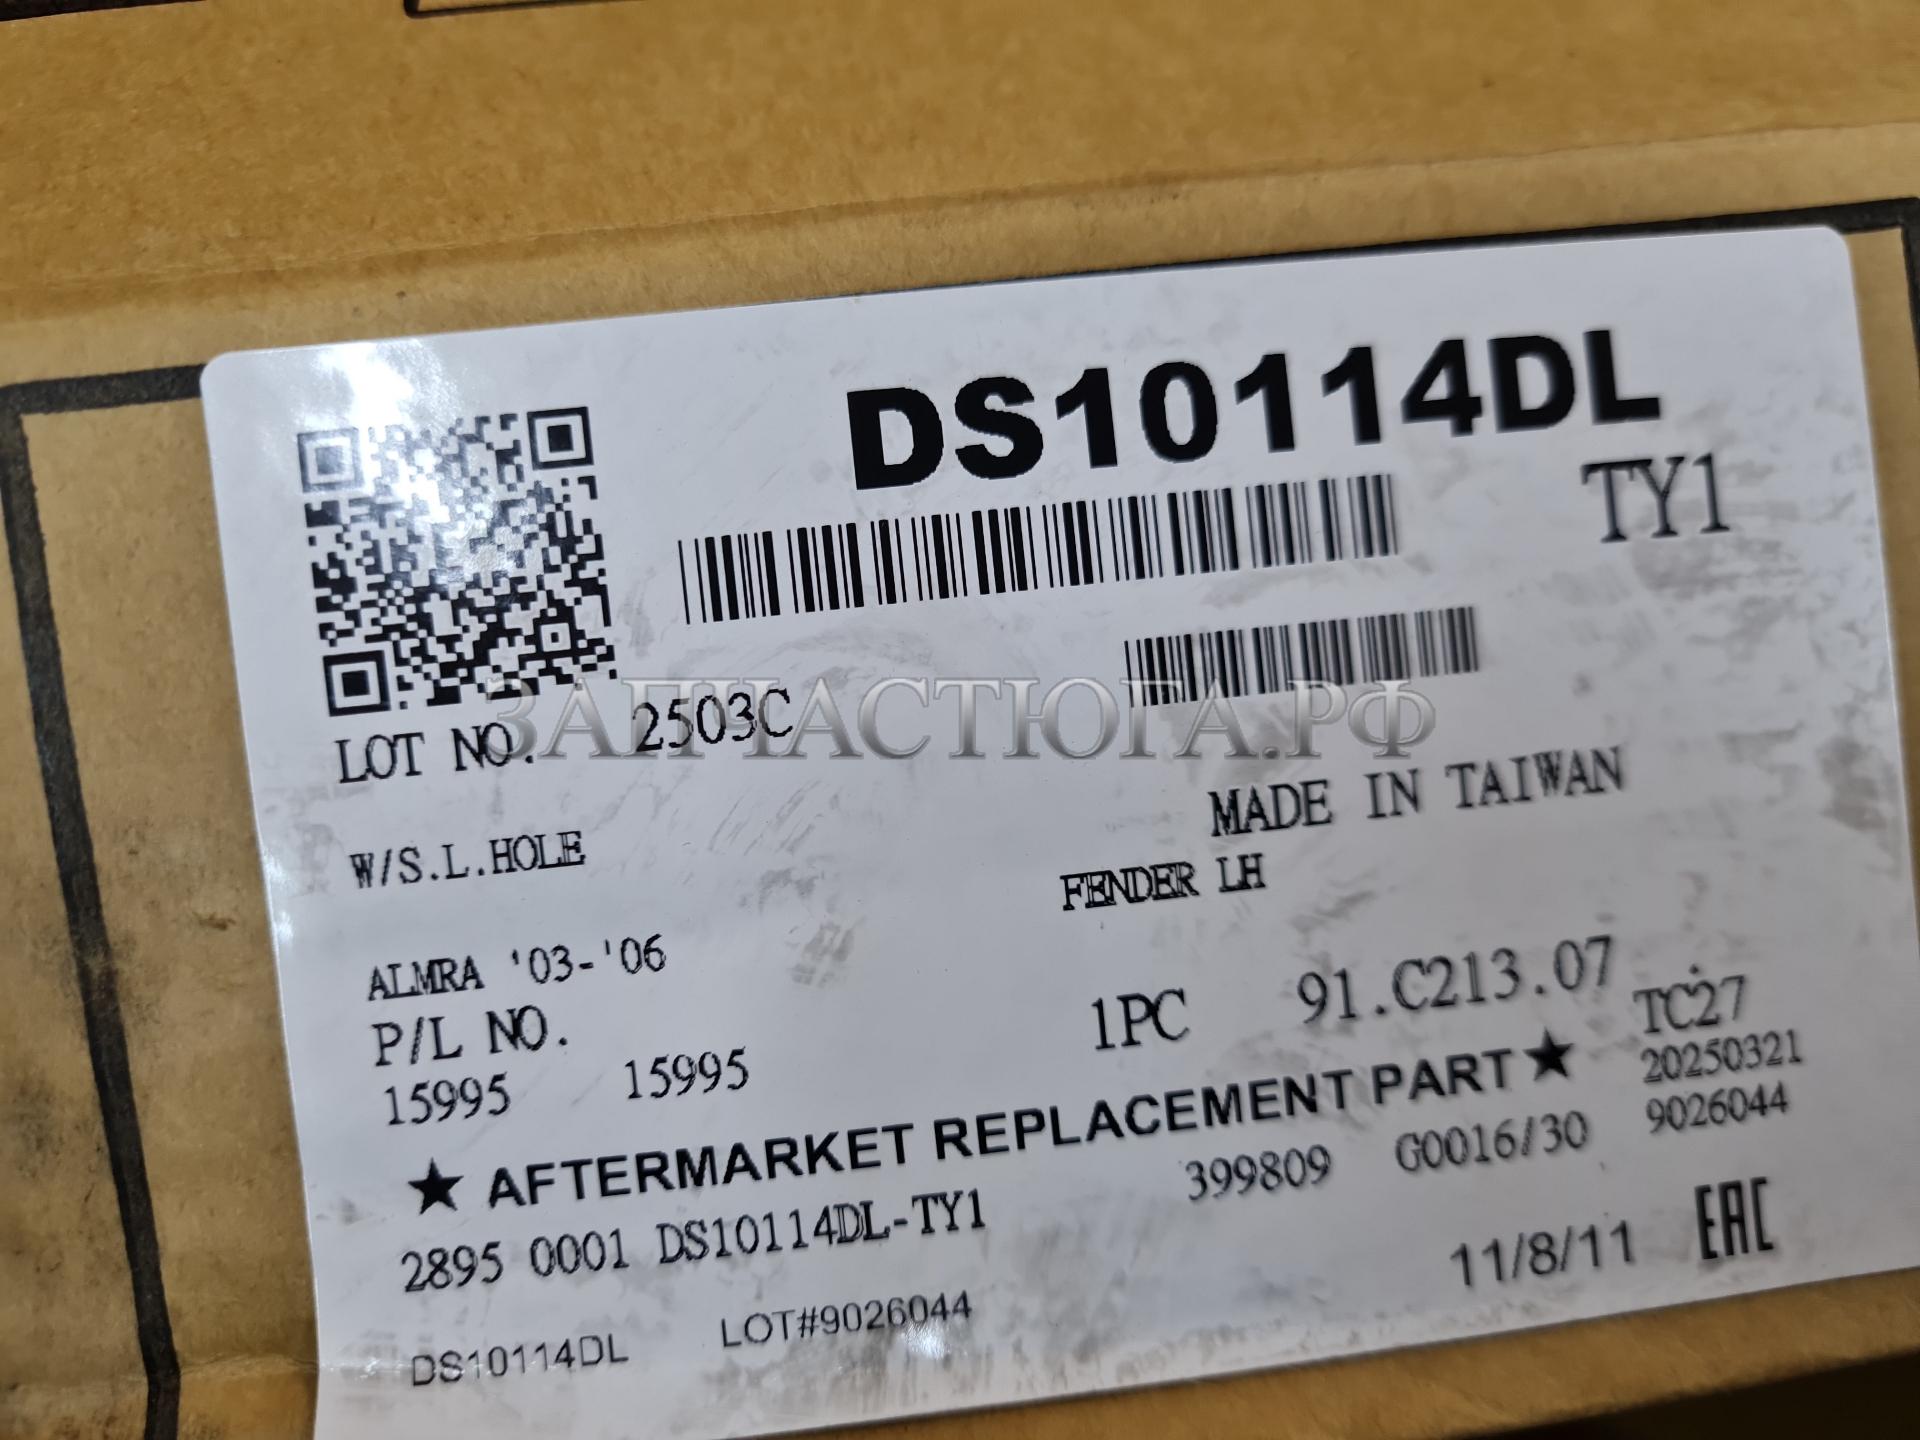 DS10114DL
TY1
ЗАПЧАСТЮГА.РФ
LOT NO. 2503C
MADE IN TAIWAN
W/S.L.HOLE
FENDER LH
ALMRA '03-'06
P/L NO.
1PC 91.C213.07 TC27
15995 15995
20250321
★ AFTERMARKET REPLACEMENT PART ★
9026044
2895 0001 DS10114DL-TY1 399809 G0016/30
11/8/11 EAC
DS10114DL LOT#9026044